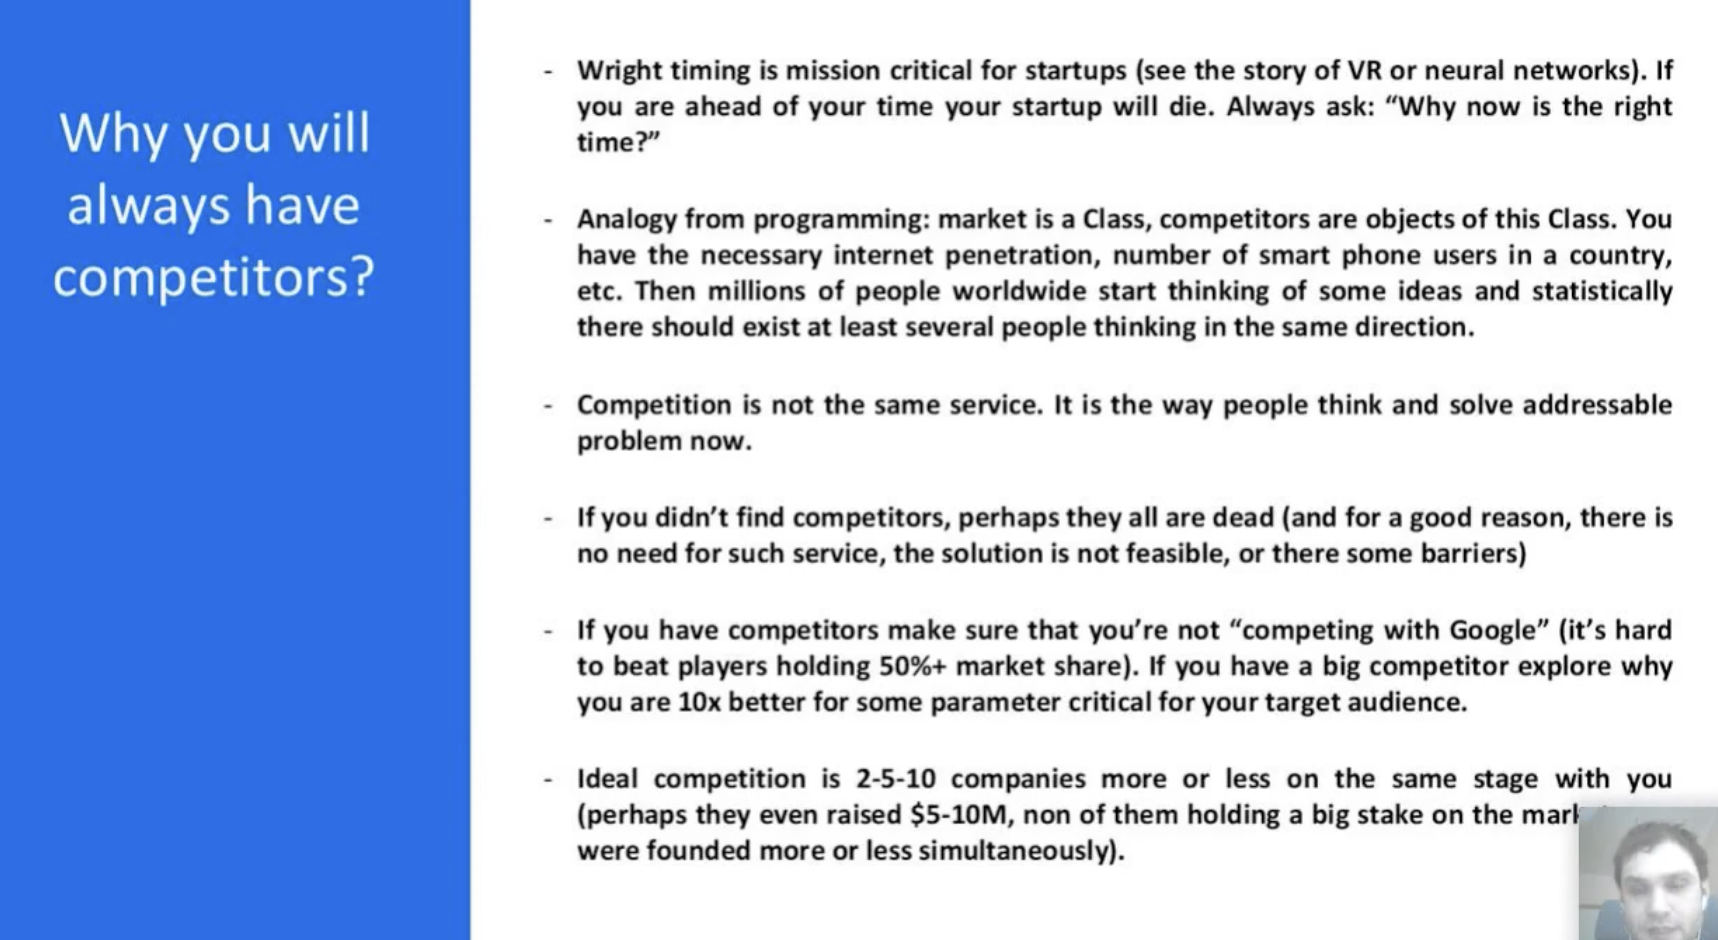 Why you will
always have
competitors?
- Wright timing is mission critical for startups (see the story of VR or neural networks). If
you are ahead of your time your startup will die. Always ask: “Why now is the right
time?”
- Analogy from programming: market is a Class, competitors are objects of this Class. You
have the necessary internet penetration, number of smart phone users in a country,
etc. Then millions of people worldwide start thinking of some ideas and statistically
there should exist at least several people thinking in the same direction.
- Competition is not the same service. It is the way people think and solve addressable
problem now.
- If you didn’t find competitors, perhaps they all are dead (and for a good reason, there is
no need for such service, the solution is not feasible, or there some barriers)
- If you have competitors make sure that you’re not “competing with Google” (it’s hard
to beat players holding 50%+ market share). If you have a big competitor explore why
you are 10x better for some parameter critical for your target audience.
- Ideal competition is 2-5-10 companies more or less on the same stage with you
(perhaps they even raised $5-10M, non of them holding a big stake on the
were founded more or less simultaneously).